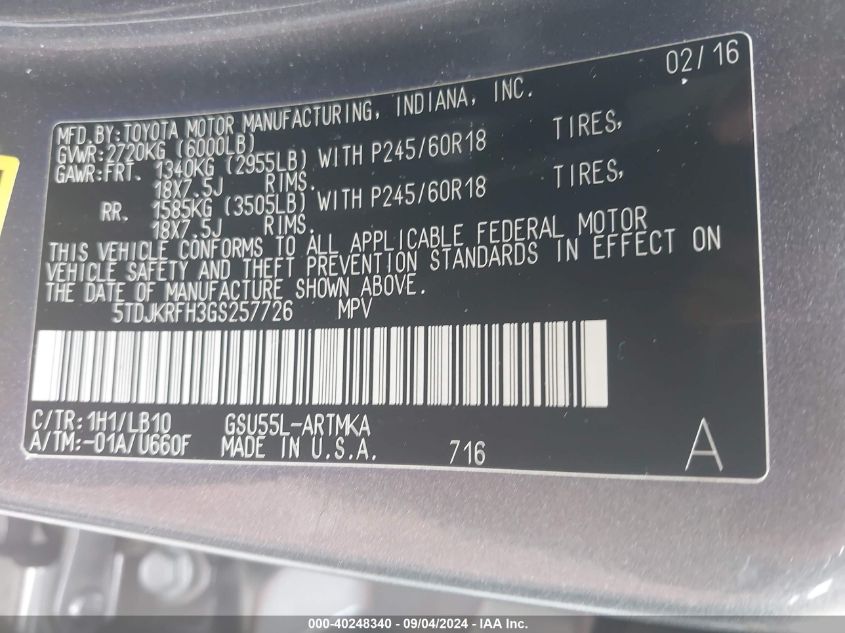 02/16
MFD.BY:TOYOTA MOTOR MANUFACTURING, INDIANA, INC.
GVWR:2720KG (6000LB)
GAWR:FRT. 1340KG (2955LB) WITH P245/60R18 TIRES,
18X7.5J RIMS.
RR. 1585KG (3505LB) WITH P245/60R18 TIRES,
18X7.5J RIMS.
THIS VEHICLE CONFORMS TO ALL APPLICABLE FEDERAL MOTOR
VEHICLE SAFETY AND THEFT PREVENTION STANDARDS IN EFFECT ON
THE DATE OF MANUFACTURE SHOWN ABOVE.
5TDJKRFH3GS257726 MPV
C/TR:1H1/LB10 GSU55L-ARTMKA
A/TM:-01A/U660F MADE IN U.S.A. 716 A
000-40248340 - 09/04/2024 - IAA Inc.